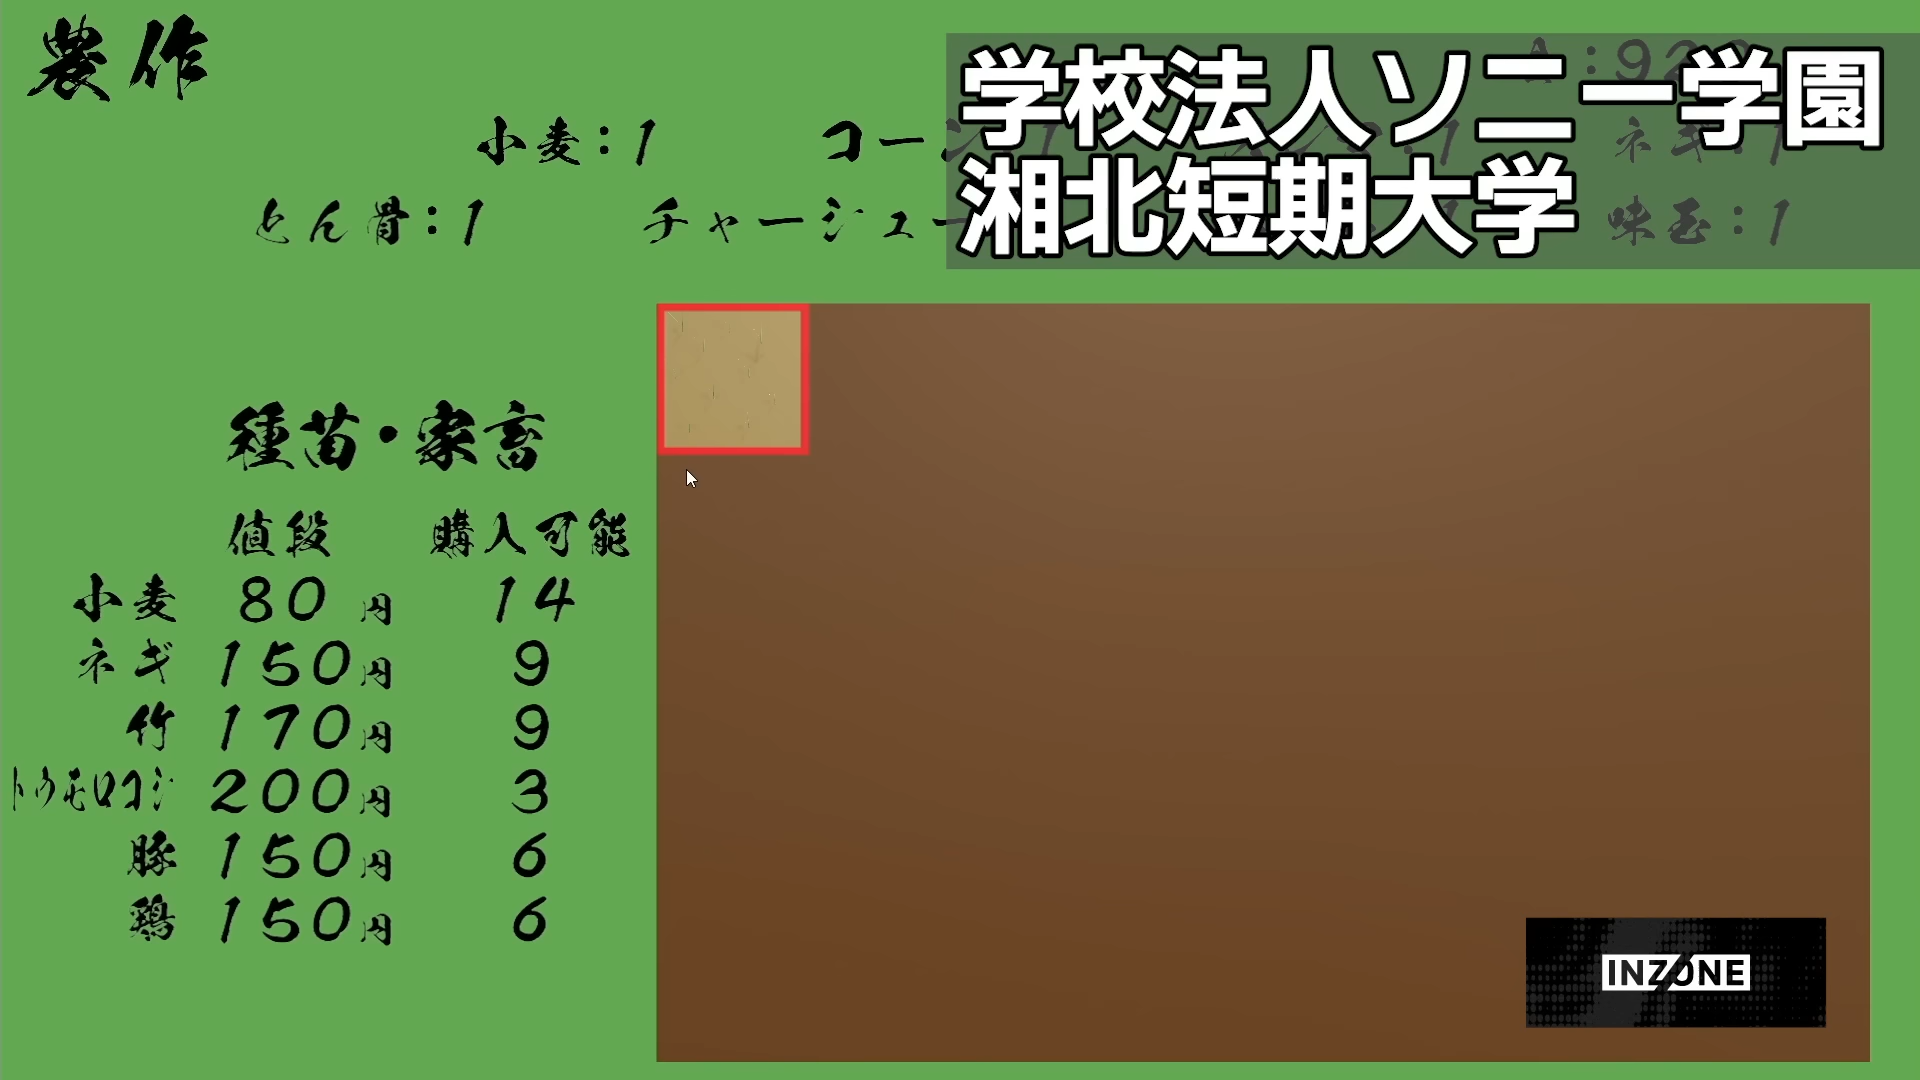 農作
学校法人ソニー学園
湘北短期大学
小麦:1 コーン:1 ネギ:1
とん骨:1 チャーシュー 味玉:1
種苗・家畜
値段 購入可能
小麦 80円 14
ネギ 150円 9
竹 170円 9
トウモロコシ 200円 3
豚 150円 6
鶏 150円 6
INZONE